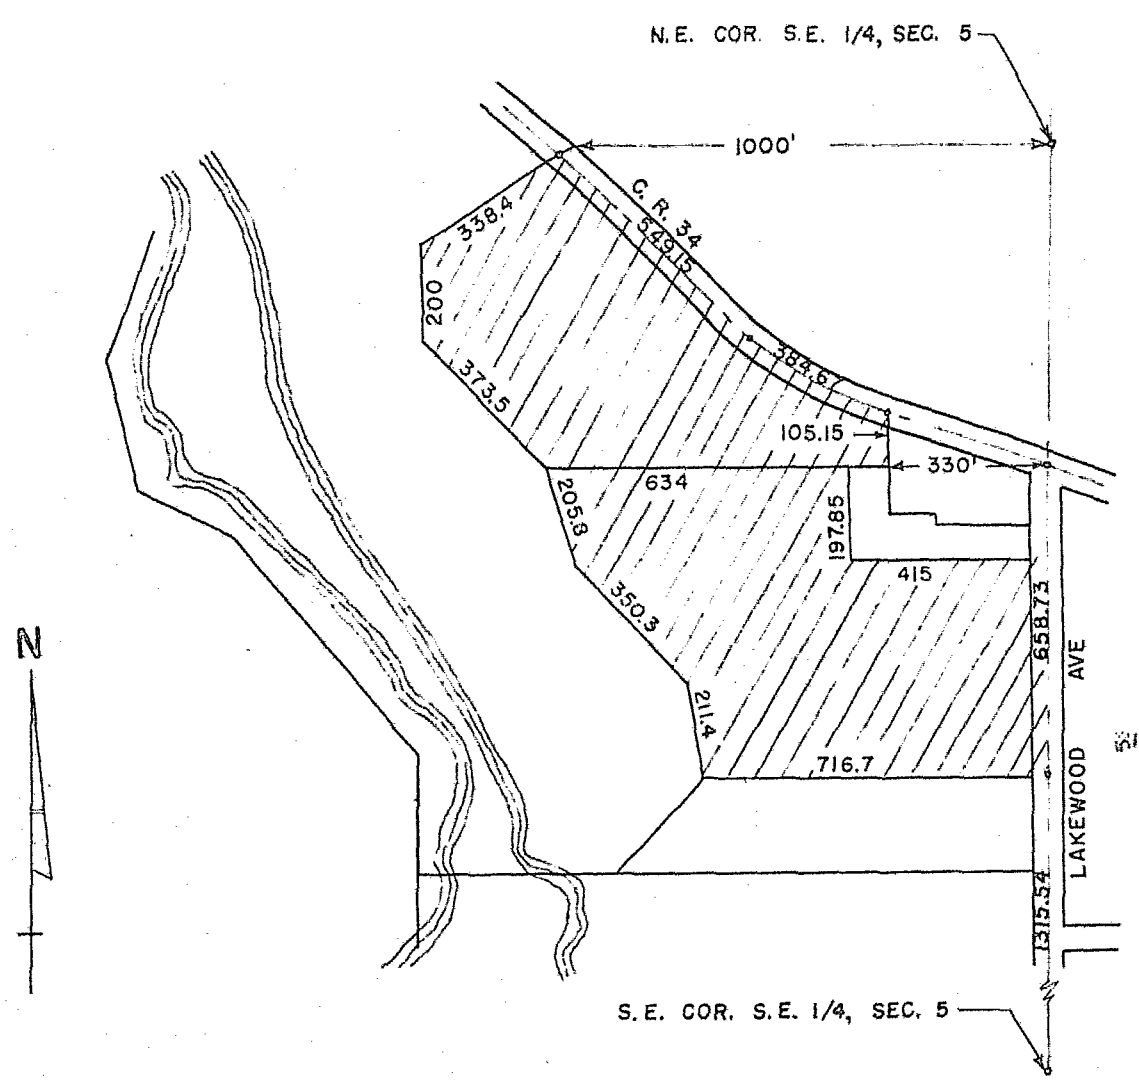 N.E. COR. S.E. 1/4, SEC. 5
1000'
C. R. 34
338.4
549.15
200
384.67
373.5
105.15
330'
634
205.8
197.85
415
350.3
658.73
N
AVE
211.4
716.7
LAKEWOOD
1315.54
S.E. COR. S.E. 1/4, SEC. 5